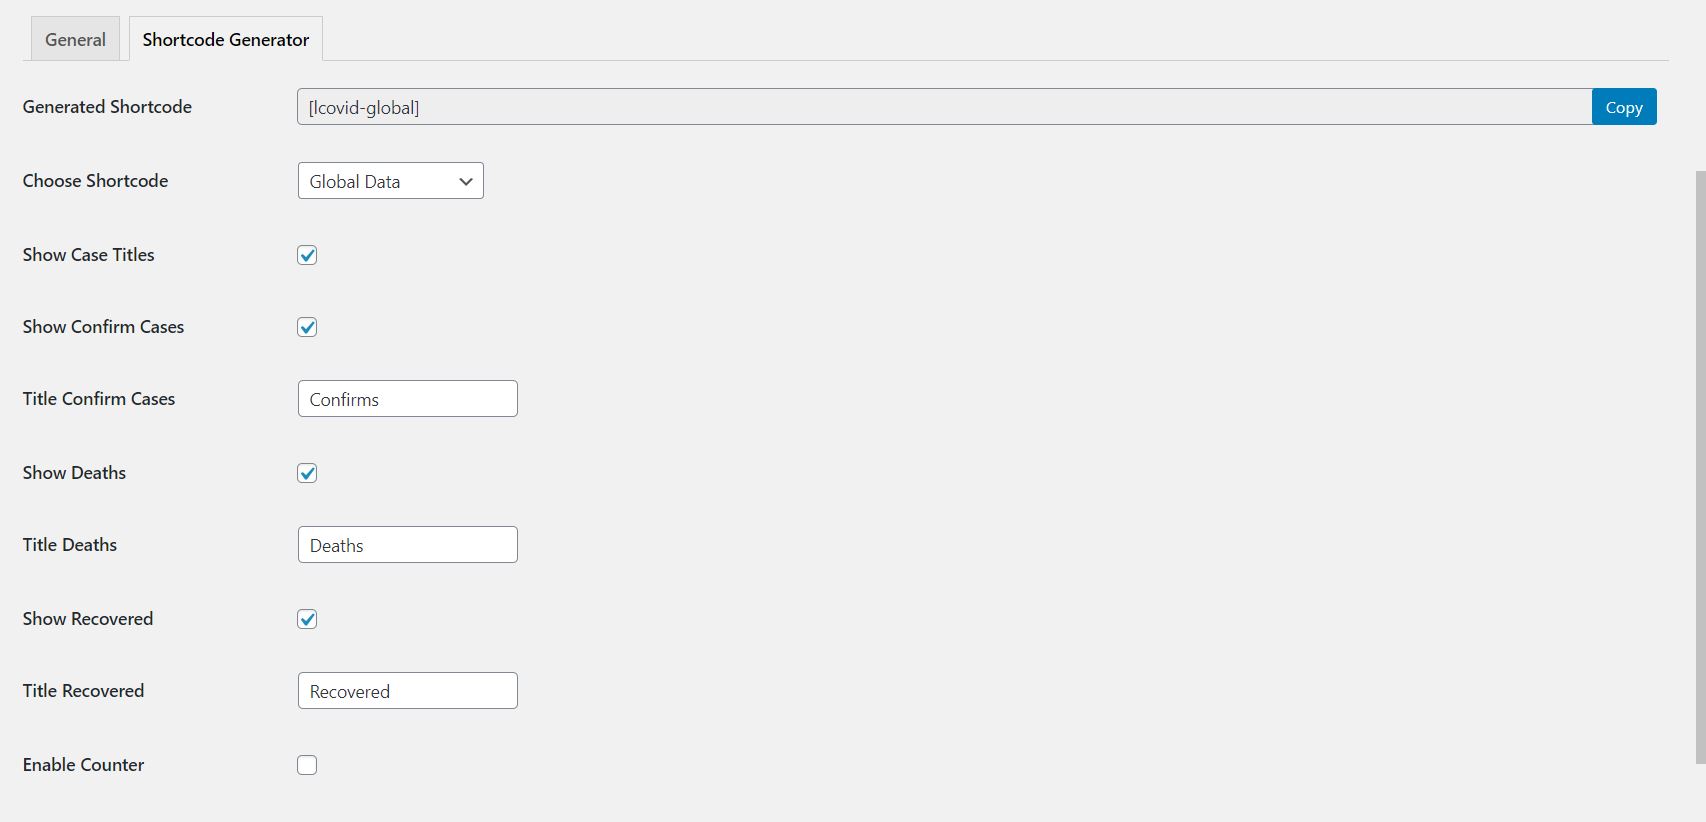 General
Shortcode Generator
Generated Shortcode
[lcovid-global]
Copy
Choose Shortcode
Global Data
Show Case Titles
Show Confirm Cases
Title Confirm Cases
Confirms
Show Deaths
Title Deaths
Deaths
Show Recovered
Title Recovered
Recovered
Enable Counter